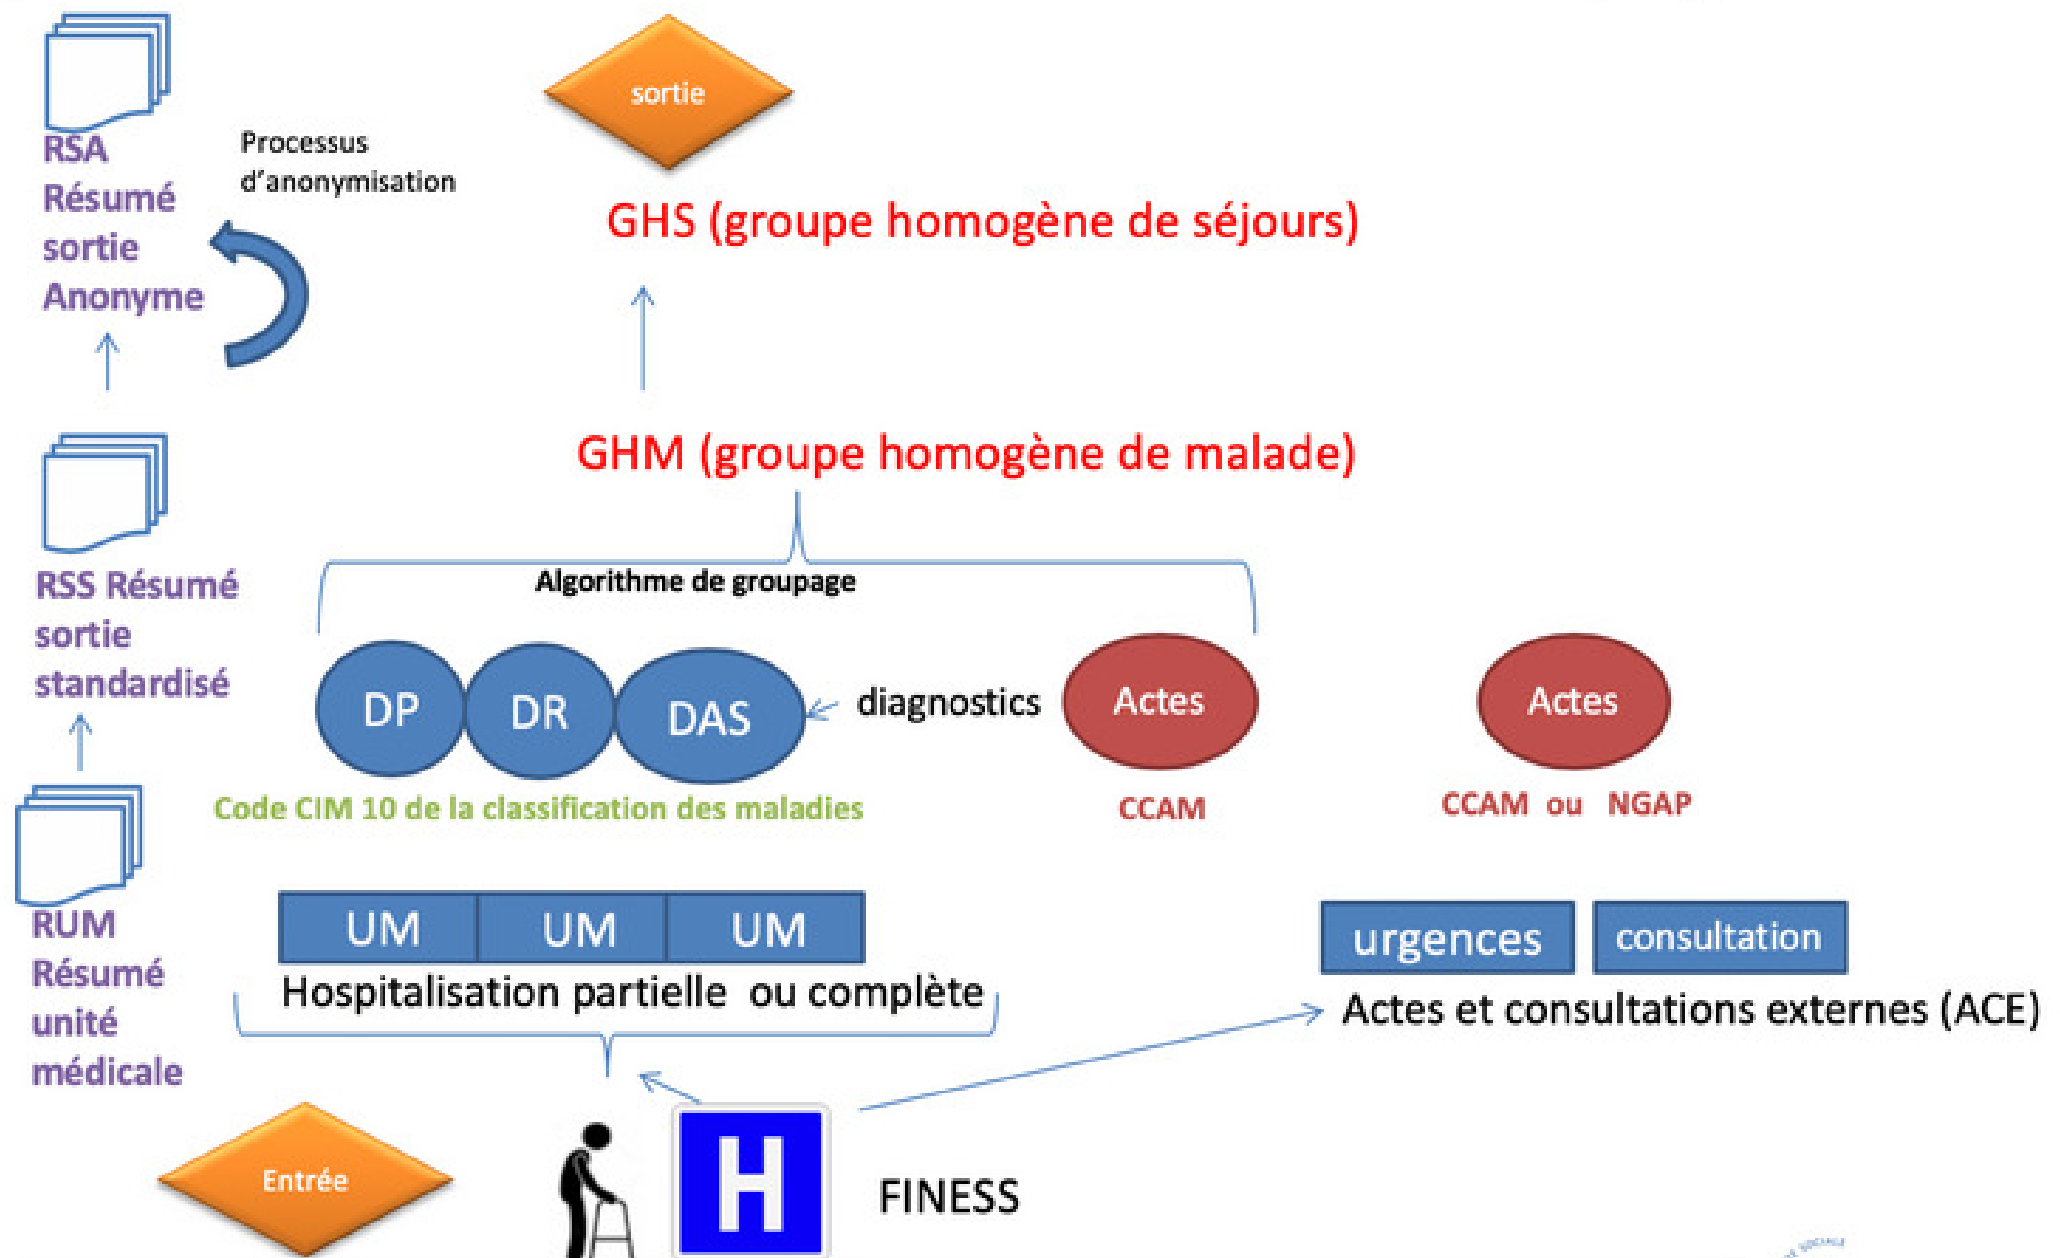 sortie
RSA
Résumé
sortie
Anonyme
Processus
d'anonymisation
GHS (groupe homogène de séjours)
GHM (groupe homogène de malade)
RSS Résumé
sortie
standardisé
Algorithme de groupage
DP
DR
DAS
diagnostics
Actes
Actes
Code CIM 10 de la classification des maladies
CCAM
CCAM ou NGAP
RUM
Résumé
unité
médicale
UM
UM
UM
Hospitalisation partielle ou complète
urgences
consultation
Actes et consultations externes (ACE)
Entrée
H
FINESS
SOCIALE